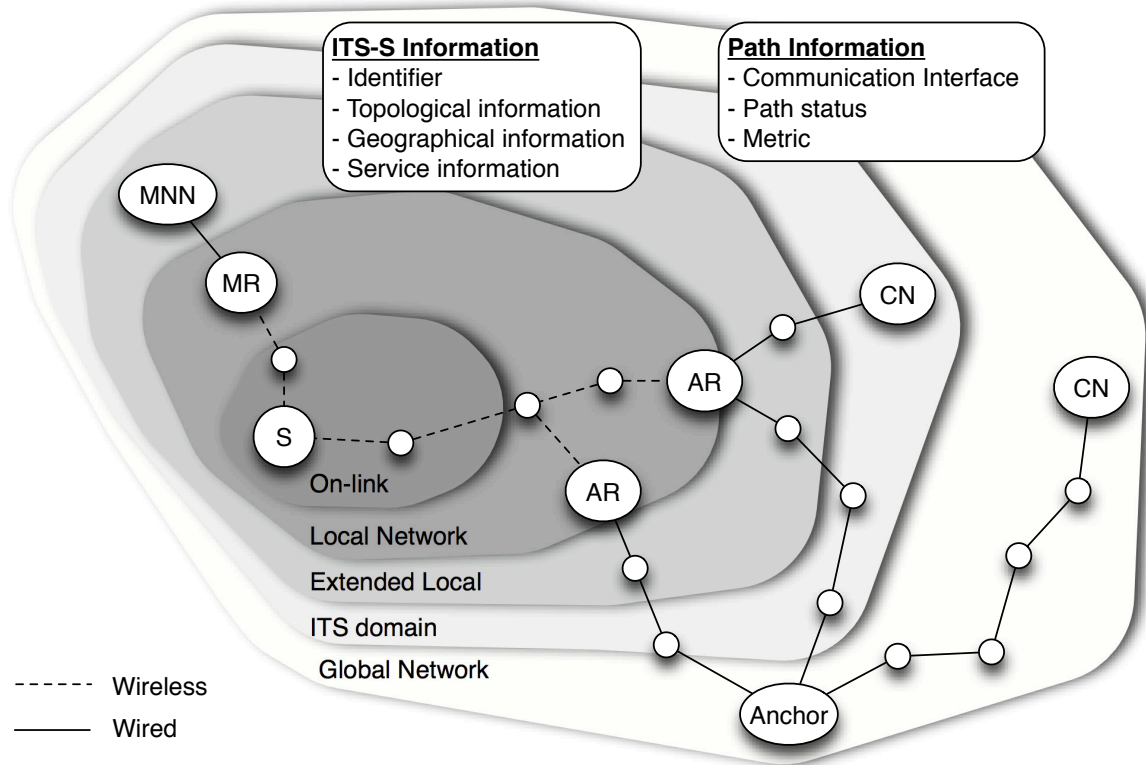 ITS-S Information
- Identifier
- Topological information
- Geographical information
- Service information
Path Information
- Communication Interface
- Path status
- Metric
MNN
MR
CN
AR
CN
S
AR
On-link
Local Network
Extended Local
ITS domain
Global Network
Wireless
Anchor
Wired